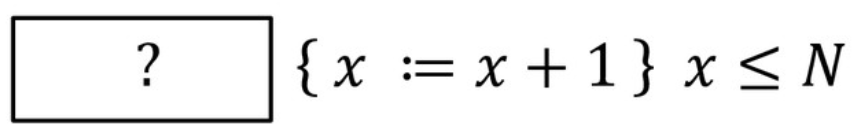 ? { x := x + 1 } x ≤ N